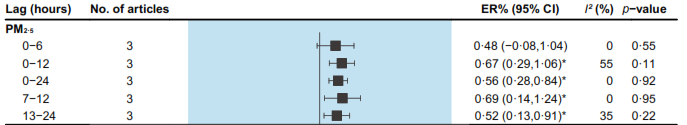 Lag (hours) No. of articles ER% (95% CI) I² (%) p−value
PM₂.₅
0−6 3 0·48 (−0·08,1·04) 0 0·55
0−12 3 0·67 (0·29,1·06)* 55 0·11
0−24 3 0·56 (0·28,0·84)* 0 0·92
7−12 3 0·69 (0·14,1·24)* 0 0·95
13−24 3 0·52 (0·13,0·91)* 35 0·22